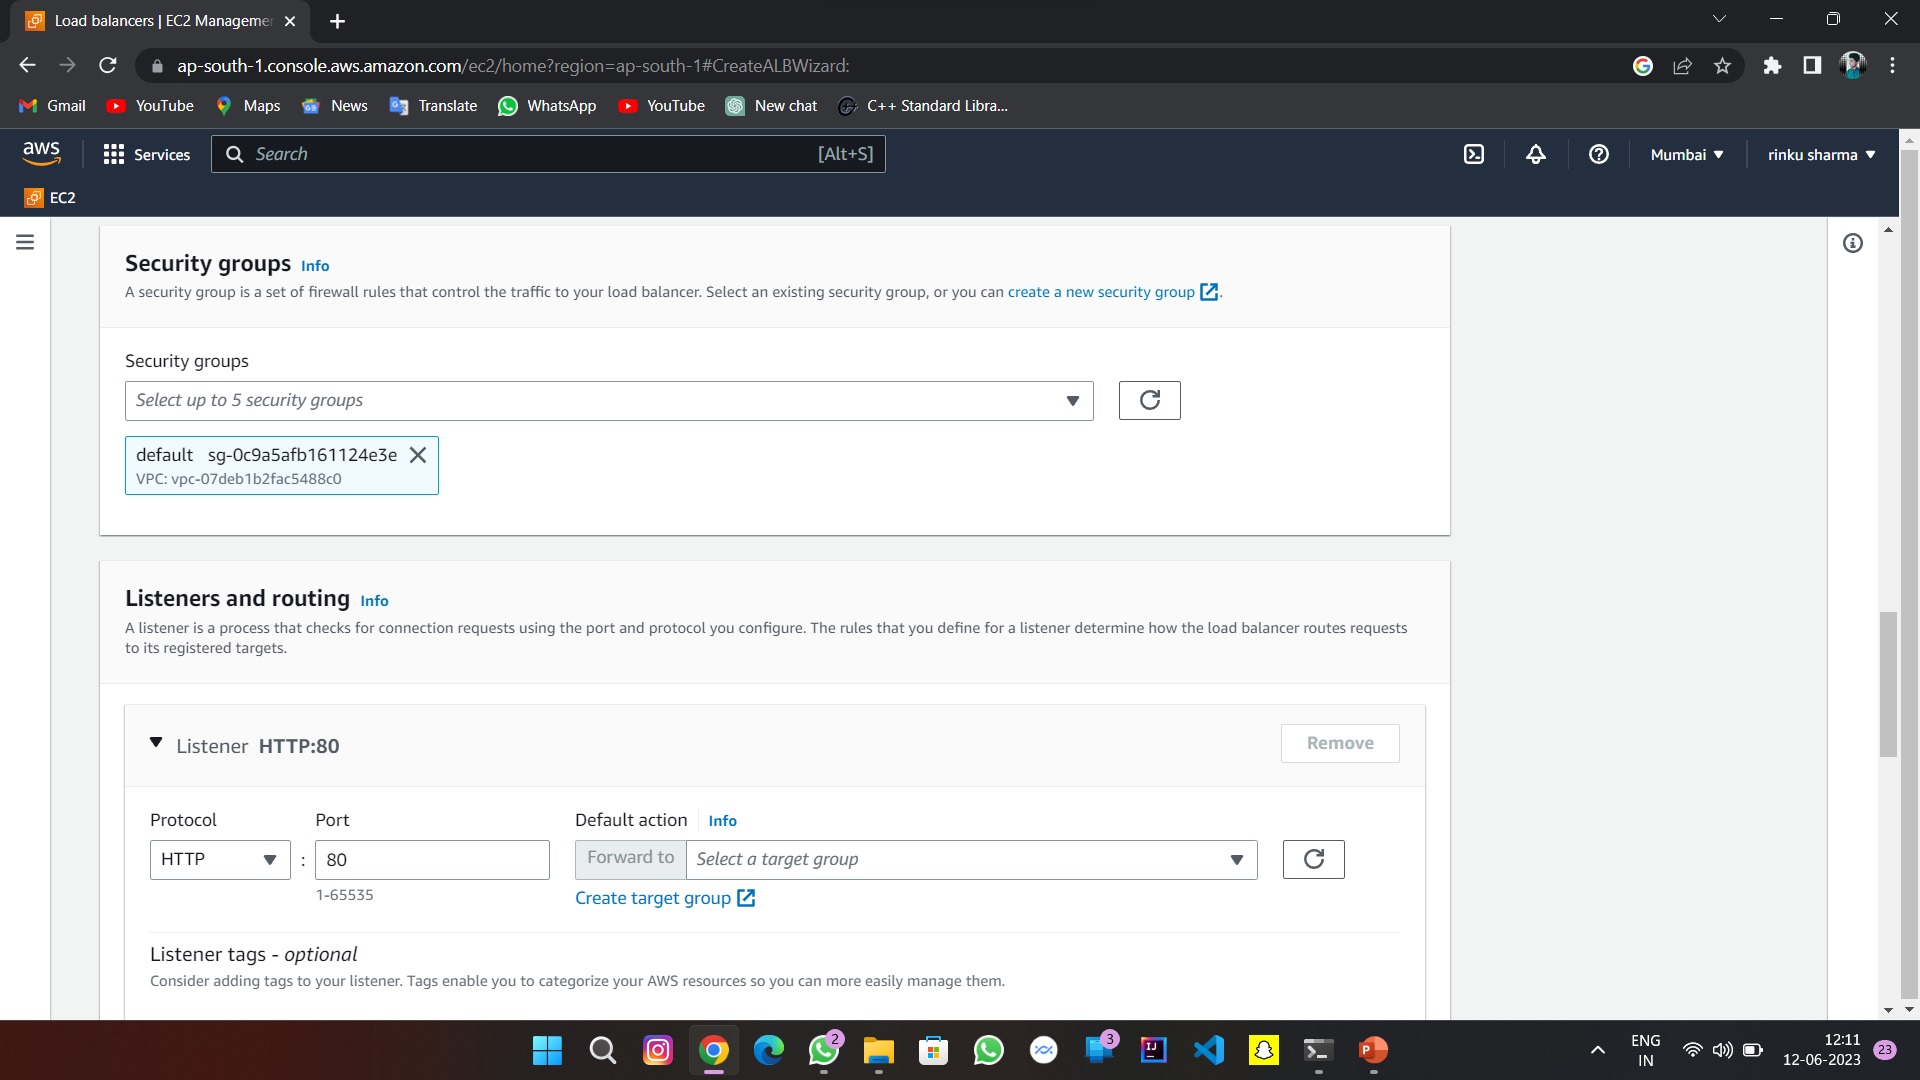 Load balancers | EC2 Manageme
ap-south-1.console.aws.amazon.com/ec2/home?region=ap-south-1#CreateALBWizard:
Gmail YouTube Maps News Translate WhatsApp YouTube New chat C++ Standard Libra...
aws Services Search [Alt+S] Mumbai rinku sharma
EC2
Security groups Info
A security group is a set of firewall rules that control the traffic to your load balancer. Select an existing security group, or you can create a new security group.
Security groups
Select up to 5 security groups
default sg-0c9a5afb161124e3e
VPC: vpc-07deb1b2fac5488c0
Listeners and routing Info
A listener is a process that checks for connection requests using the port and protocol you configure. The rules that you define for a listener determine how the load balancer routes requests
to its registered targets.
Listener HTTP:80 Remove
Protocol Port Default action Info
HTTP : 80 Forward to Select a target group
1-65535 Create target group
Listener tags - optional
Consider adding tags to your listener. Tags enable you to categorize your AWS resources so you can more easily manage them.
2 3 IJ P
ENG
IN
12:11
12-06-2023
23